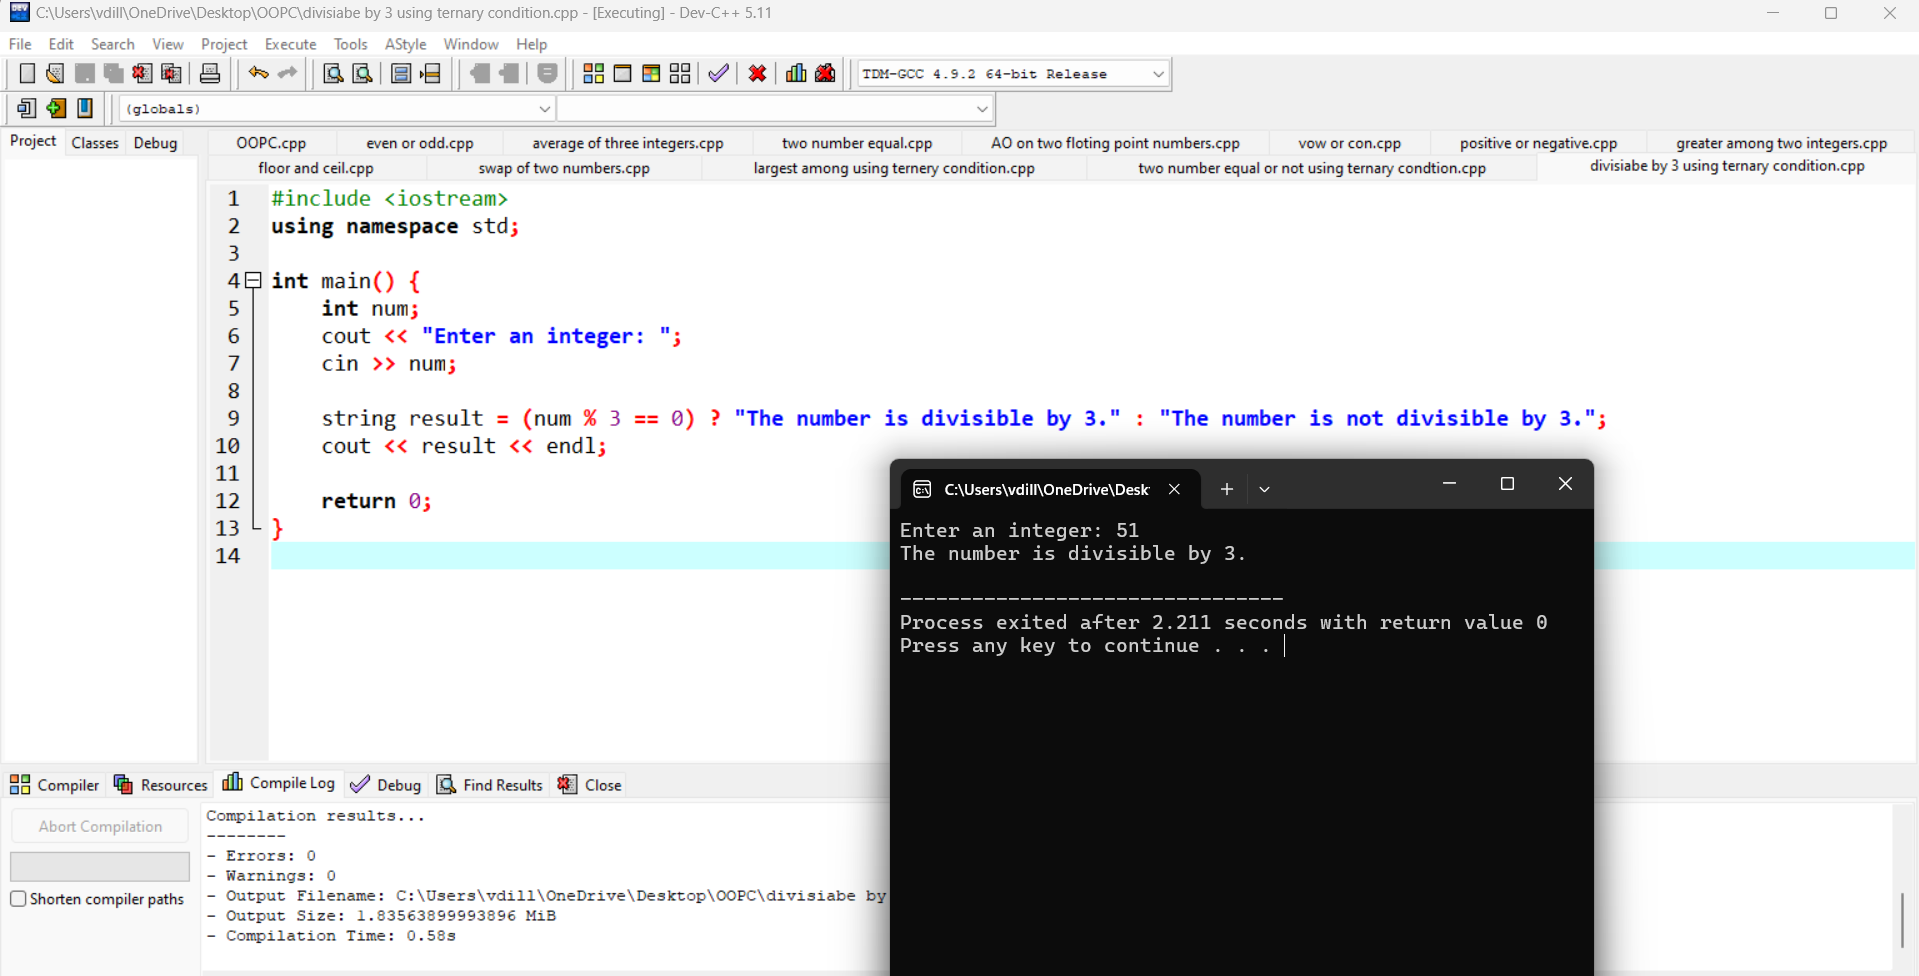 C:\Users\vdill\OneDrive\Desktop\OOPC\divisiabe by 3 using ternary condition.cpp - [Executing] - Dev-C++ 5.11
File Edit Search View Project Execute Tools AStyle Window Help
TDM-GCC 4.9.2 64-bit Release
(globals)
Project Classes Debug
OOPC.cpp even or odd.cpp average of three integers.cpp two number equal.cpp AO on two floting point numbers.cpp vow or con.cpp positive or negative.cpp greater among two integers.cpp
floor and ceil.cpp swap of two numbers.cpp largest among using ternery condition.cpp two number equal or not using ternary condtion.cpp divisiabe by 3 using ternary condition.cpp
1 #include <iostream>
2 using namespace std;
3
4 int main() {
5 int num;
6 cout << "Enter an integer: ";
7 cin >> num;
8
9 string result = (num % 3 == 0) ? "The number is divisible by 3." : "The number is not divisible by 3.";
10 cout << result << endl;
11
12 return 0;
13 }
14
C:\Users\vdill\OneDrive\Desk
Enter an integer: 51
The number is divisible by 3.
--------------------------------
Process exited after 2.211 seconds with return value 0
Press any key to continue . . .
Compiler Resources Compile Log Debug Find Results Close
Abort Compilation
Shorten compiler paths
Compilation results...
--------
- Errors: 0
- Warnings: 0
- Output Filename: C:\Users\vdill\OneDrive\Desktop\OOPC\divisiabe by
- Output Size: 1.83563899993896 MiB
- Compilation Time: 0.58s